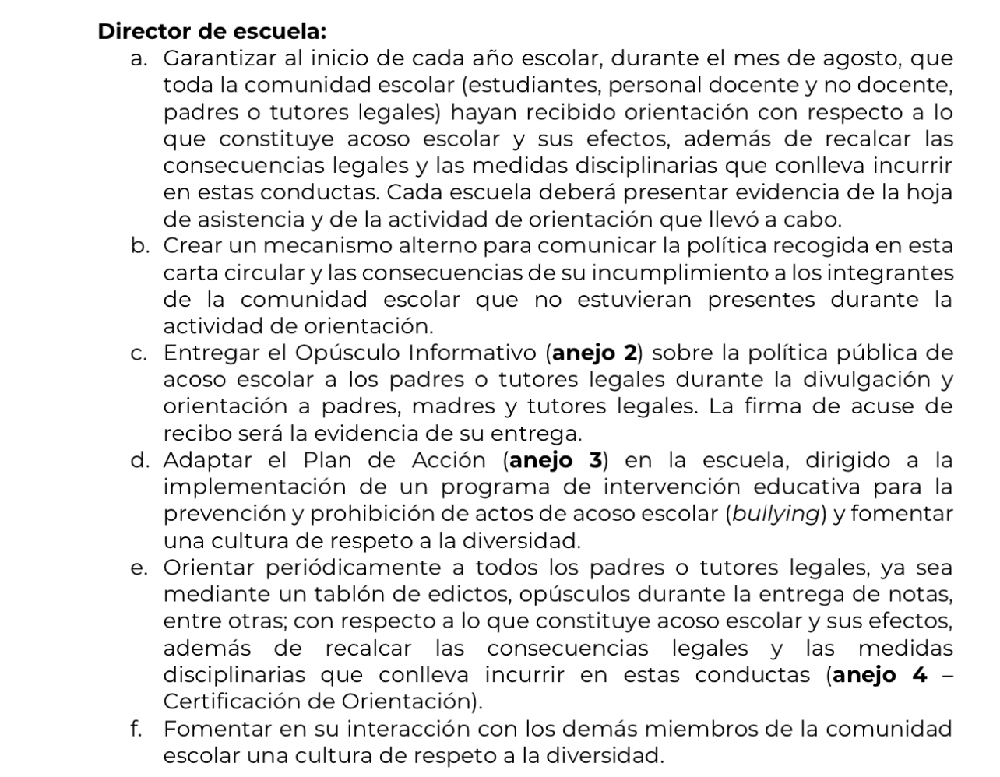 Director de escuela:
a. Garantizar al inicio de cada año escolar, durante el mes de agosto, que
toda la comunidad escolar (estudiantes, personal docente y no docente,
padres o tutores legales) hayan recibido orientación con respecto a lo
que constituye acoso escolar y sus efectos, además de recalcar las
consecuencias legales y las medidas disciplinarias que conlleva incurrir
en estas conductas. Cada escuela deberá presentar evidencia de la hoja
de asistencia y de la actividad de orientación que llevó a cabo.
b. Crear un mecanismo alterno para comunicar la política recogida en esta
carta circular y las consecuencias de su incumplimiento a los integrantes
de la comunidad escolar que no estuvieran presentes durante la
actividad de orientación.
c. Entregar el Opúsculo Informativo (anejo 2) sobre la política pública de
acoso escolar a los padres o tutores legales durante la divulgación y
orientación a padres, madres y tutores legales. La firma de acuse de
recibo será la evidencia de su entrega.
d. Adaptar el Plan de Acción (anejo 3) en la escuela, dirigido a la
implementación de un programa de intervención educativa para la
prevención y prohibición de actos de acoso escolar (bullying) y fomentar
una cultura de respeto a la diversidad.
e. Orientar periódicamente a todos los padres o tutores legales, ya sea
mediante un tablón de edictos, opúsculos durante la entrega de notas,
entre otras; con respecto a lo que constituye acoso escolar y sus efectos,
además de recalcar las consecuencias legales y las medidas
disciplinarias que conlleva incurrir en estas conductas (anejo 4 –
Certificación de Orientación).
f. Fomentar en su interacción con los demás miembros de la comunidad
escolar una cultura de respeto a la diversidad.